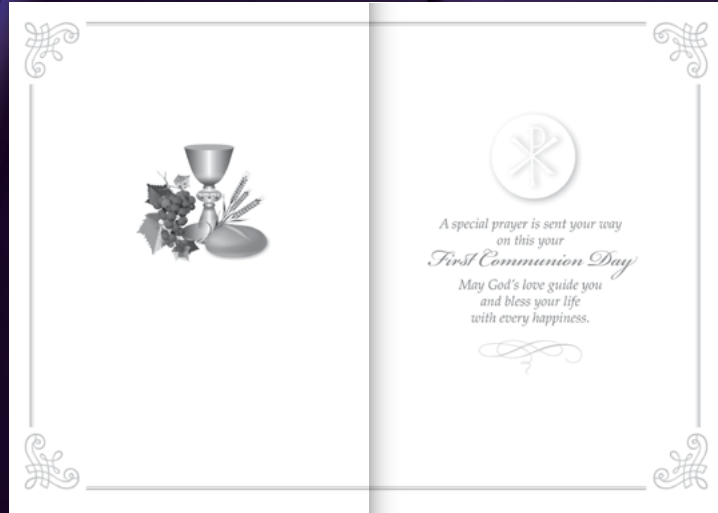 A special prayer is sent your way
on this your
First Communion Day
May God's love guide you
and bless your life
with every happiness.